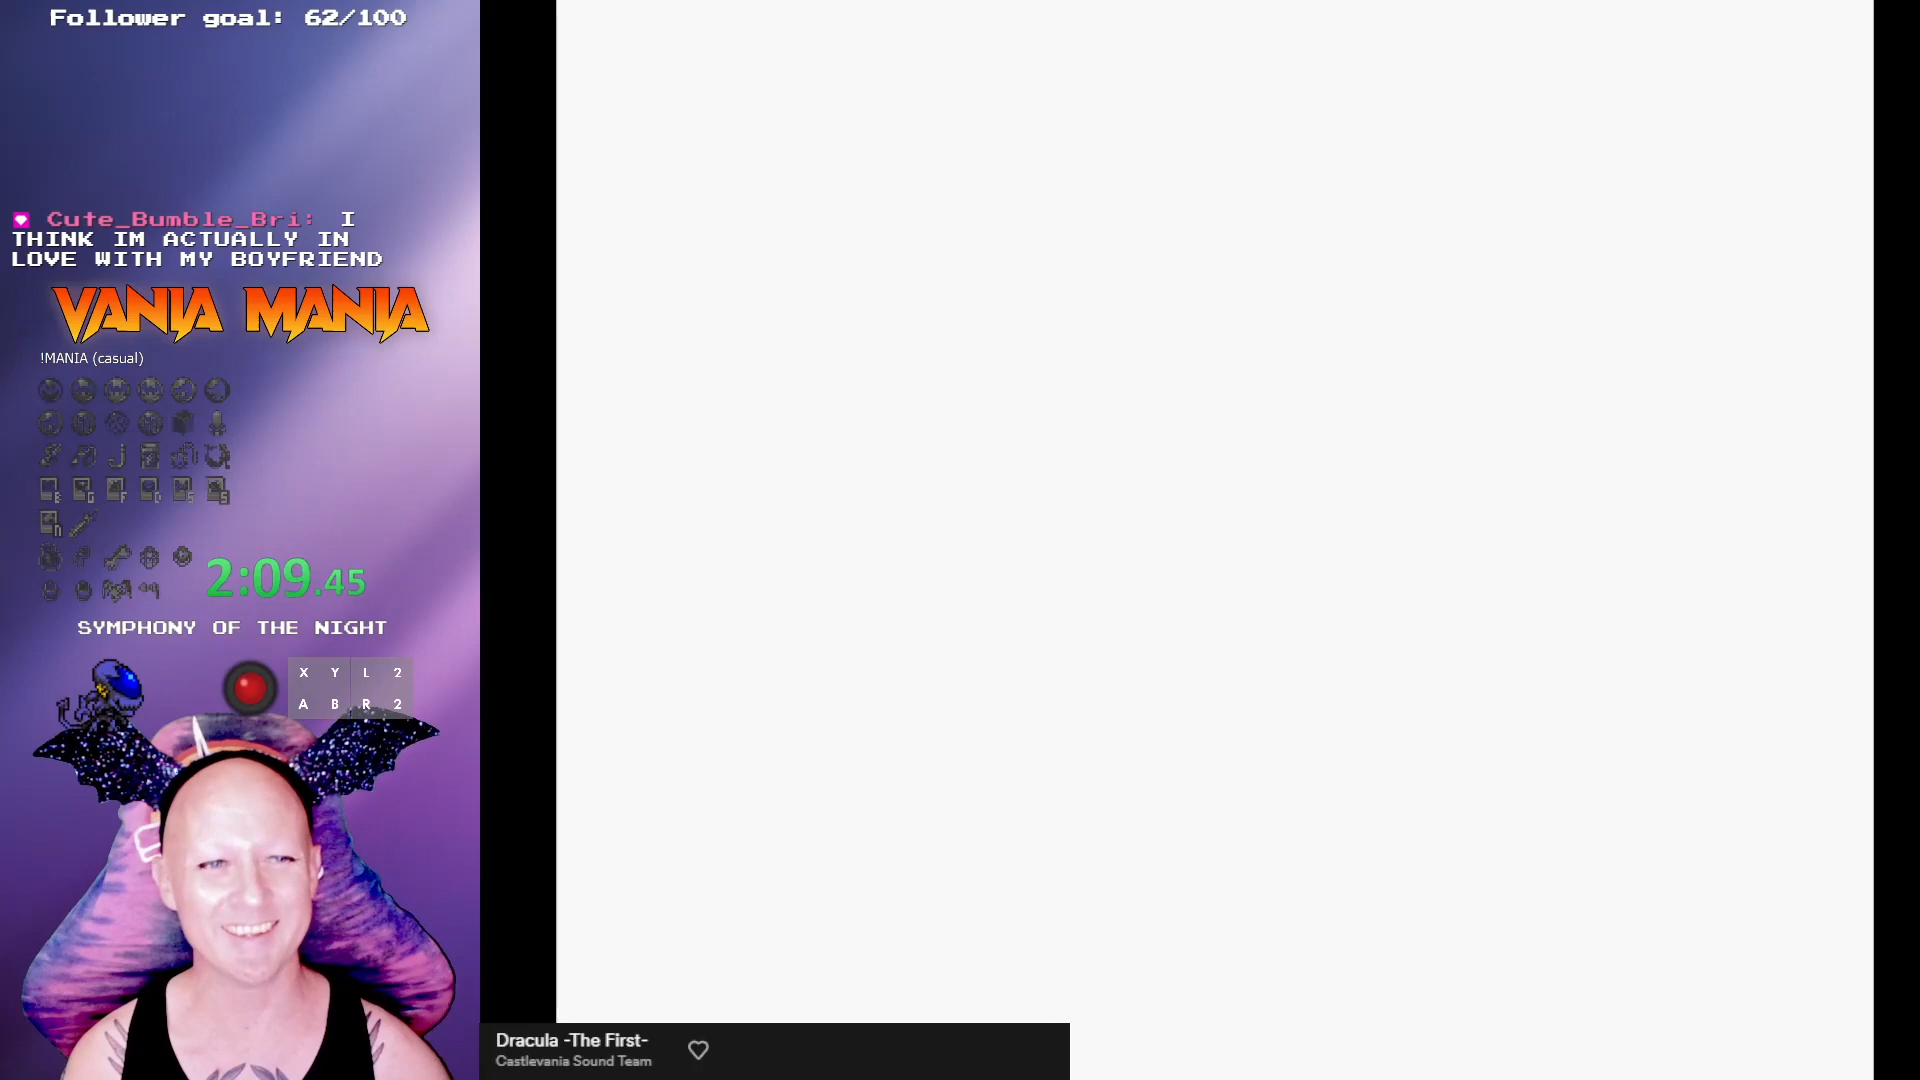 Follower goal: 62/100
Cute_Bumble_Bri: I
THINK IM ACTUALLY IN
LOVE WITH MY BOYFRIEND
VANIA MANIA
!MANIA (casual)
2:09.45
SYMPHONY OF THE NIGHT
X Y L 2
A B R 2
Dracula -The First-
Castlevania Sound Team